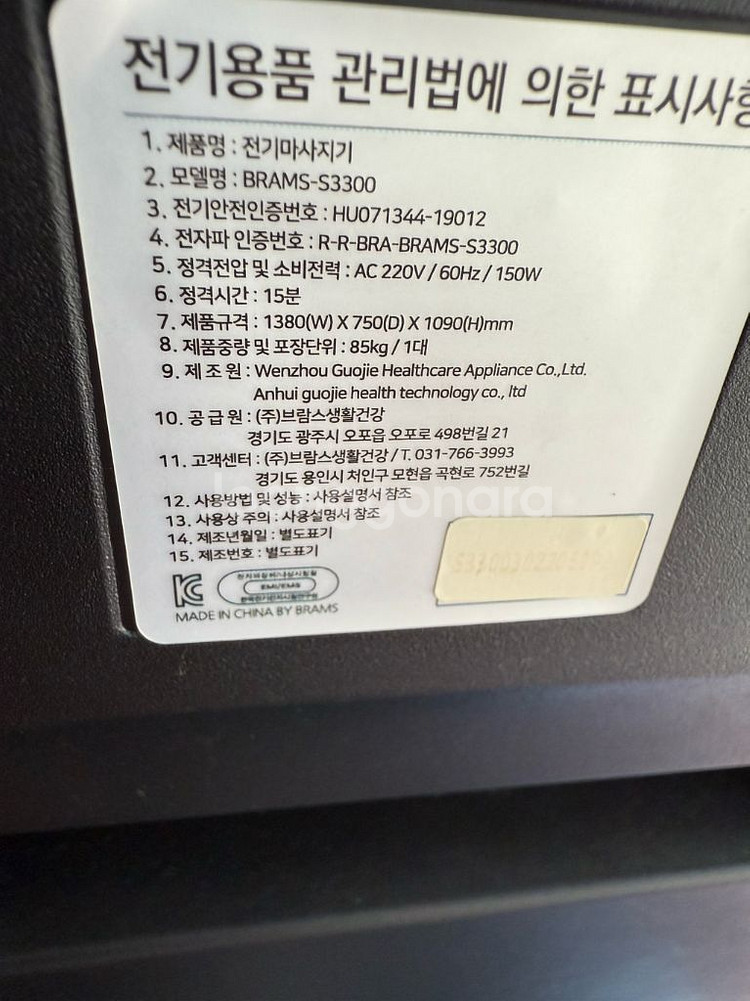 전기용품 관리법에 의한 표시사항
1. 제품명 : 전기마사지기
2. 모델명 : BRAMS-S3300
3. 전기안전인증번호 : HU071344-19012
4. 전자파 인증번호 : R-R-BRA-BRAMS-S3300
5. 정격전압 및 소비전력 : AC 220V / 60Hz / 150W
6. 정격시간 : 15분
7. 제품규격 : 1380(W) X 750(D) X 1090(H)mm
8. 제품중량 및 포장단위 : 85kg / 1대
9. 제 조 원 : Wenzhou Guojie Healthcare Appliance Co.,Ltd.
Anhui guojie health technology co., ltd
10. 공 급 원 : (주)브람스생활건강
경기도 광주시 오포읍 오포로 498번길 21
11. 고객센터 : (주)브람스생활건강 / T. 031-766-3993
경기도 용인시 처인구 모현읍 곡현로 752번길
12. 사용방법 및 성능 : 사용설명서 참조
13. 사용상 주의 : 사용설명서 참조
14. 제조년월일 : 별도표기
15. 제조번호 : 별도표기
EMI/EMS
MADE IN CHINA BY BRAMS